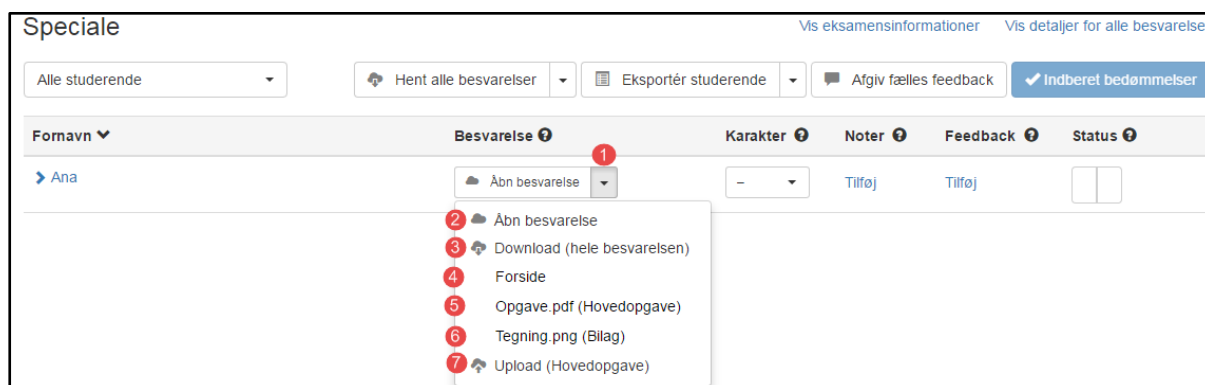 Speciale Vis eksamensinformationer Vis detaljer for alle besvarelse
Alle studerende Hent alle besvarelser Eksportér studerende Afgiv fælles feedback Indberet bedømmelser
Fornavn Besvarelse Karakter Noter Feedback Status
1
Ana Åbn besvarelse – Tilføj Tilføj
2 Åbn besvarelse
3 Download (hele besvarelsen)
4 Forside
5 Opgave.pdf (Hovedopgave)
6 Tegning.png (Bilag)
7 Upload (Hovedopgave)